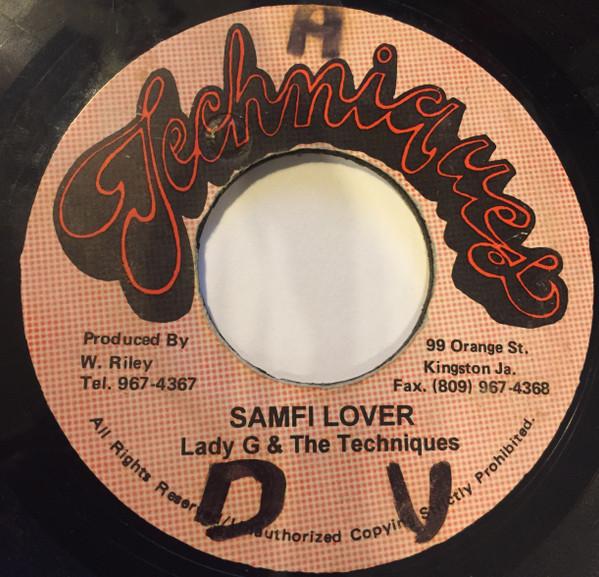 H
Techniques
Produced By
W. Riley
Tel. 967-4367
99 Orange St.
Kingston Ja.
Fax. (809) 967-4368
SAMFI LOVER
Lady G & The Techniques
D V
All Rights Reserved/Unauthorized Copying Strictly Prohibited.